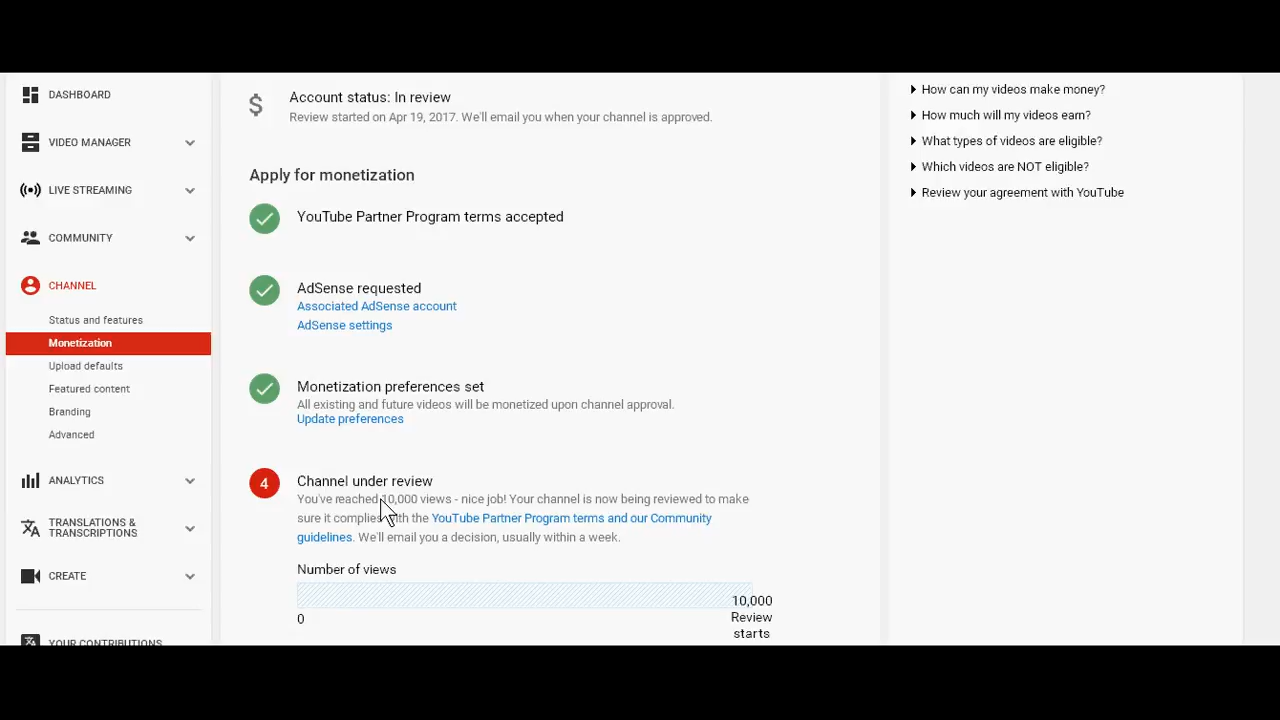 DASHBOARD
VIDEO MANAGER
LIVE STREAMING
COMMUNITY
CHANNEL
Status and features
Monetization
Upload defaults
Featured content
Branding
Advanced
ANALYTICS
TRANSLATIONS &
TRANSCRIPTIONS
CREATE
YOUR CONTRIBUTIONS
$
Account status: In review
Review started on Apr 19, 2017. We'll email you when your channel is approved.
Apply for monetization
YouTube Partner Program terms accepted
AdSense requested
Associated AdSense account
AdSense settings
Monetization preferences set
All existing and future videos will be monetized upon channel approval.
Update preferences
4
Channel under review
You've reached 10,000 views - nice job! Your channel is now being reviewed to make
sure it complies with the YouTube Partner Program terms and our Community
guidelines. We'll email you a decision, usually within a week.
Number of views
0
10,000
Review
starts
How can my videos make money?
How much will my videos earn?
What types of videos are eligible?
Which videos are NOT eligible?
Review your agreement with YouTube